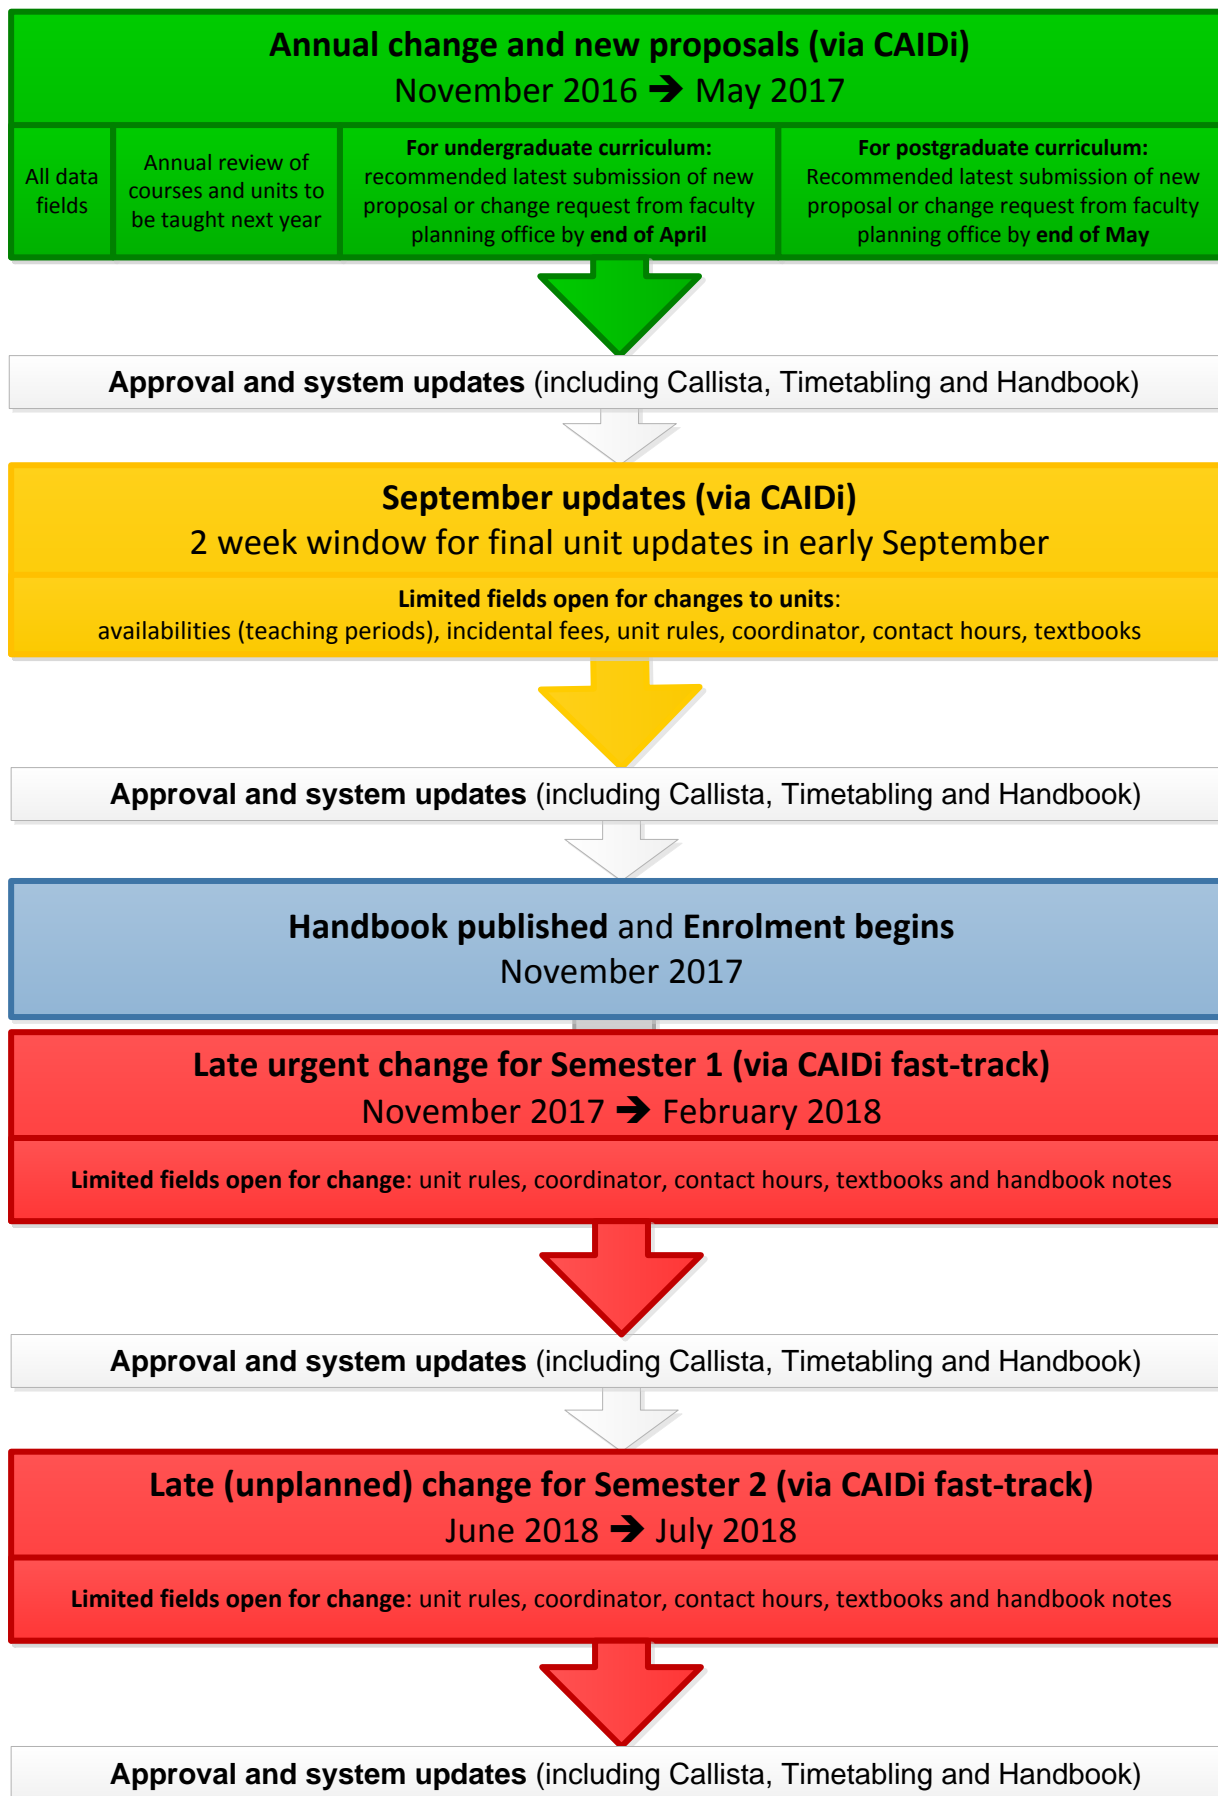 Annual change and new proposals (via CAIDi)
November 2016 ➔ May 2017
All data
fields
Annual review of
courses and units to
be taught next year
For undergraduate curriculum:
recommended latest submission of new
proposal or change request from faculty
planning office by end of April
For postgraduate curriculum:
Recommended latest submission of new
proposal or change request from faculty
planning office by end of May
Approval and system updates (including Callista, Timetabling and Handbook)
September updates (via CAIDi)
2 week window for final unit updates in early September
Limited fields open for changes to units:
availabilities (teaching periods), incidental fees, unit rules, coordinator, contact hours, textbooks
Approval and system updates (including Callista, Timetabling and Handbook)
Handbook published and Enrolment begins
November 2017
Late urgent change for Semester 1 (via CAIDi fast-track)
November 2017 ➔ February 2018
Limited fields open for change: unit rules, coordinator, contact hours, textbooks and handbook notes
Approval and system updates (including Callista, Timetabling and Handbook)
Late (unplanned) change for Semester 2 (via CAIDi fast-track)
June 2018 ➔ July 2018
Limited fields open for change: unit rules, coordinator, contact hours, textbooks and handbook notes
Approval and system updates (including Callista, Timetabling and Handbook)